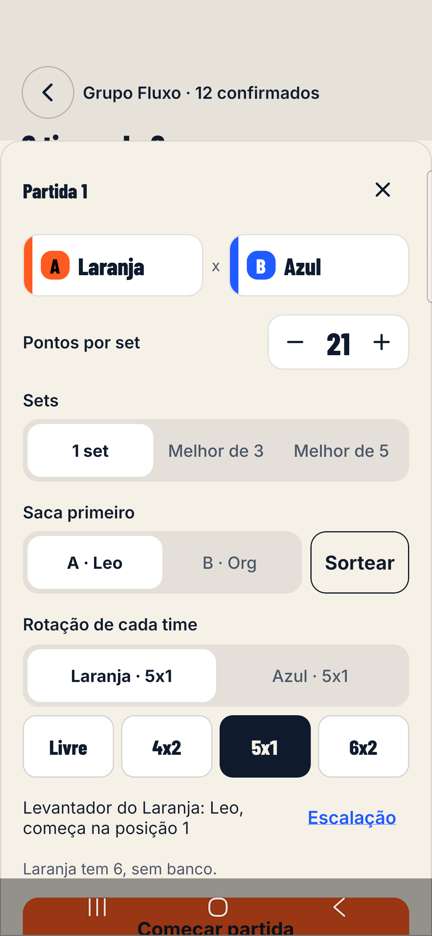 Grupo Fluxo · 12 confirmados
Partida 1
A Laranja x B Azul
Pontos por set − 21 +
Sets
1 set Melhor de 3 Melhor de 5
Saca primeiro
A · Leo B · Org Sortear
Rotação de cada time
Laranja · 5x1 Azul · 5x1
Livre 4x2 5x1 6x2
Levantador do Laranja: Leo,
começa na posição 1
Escalação
Laranja tem 6, sem banco.
Começar partida